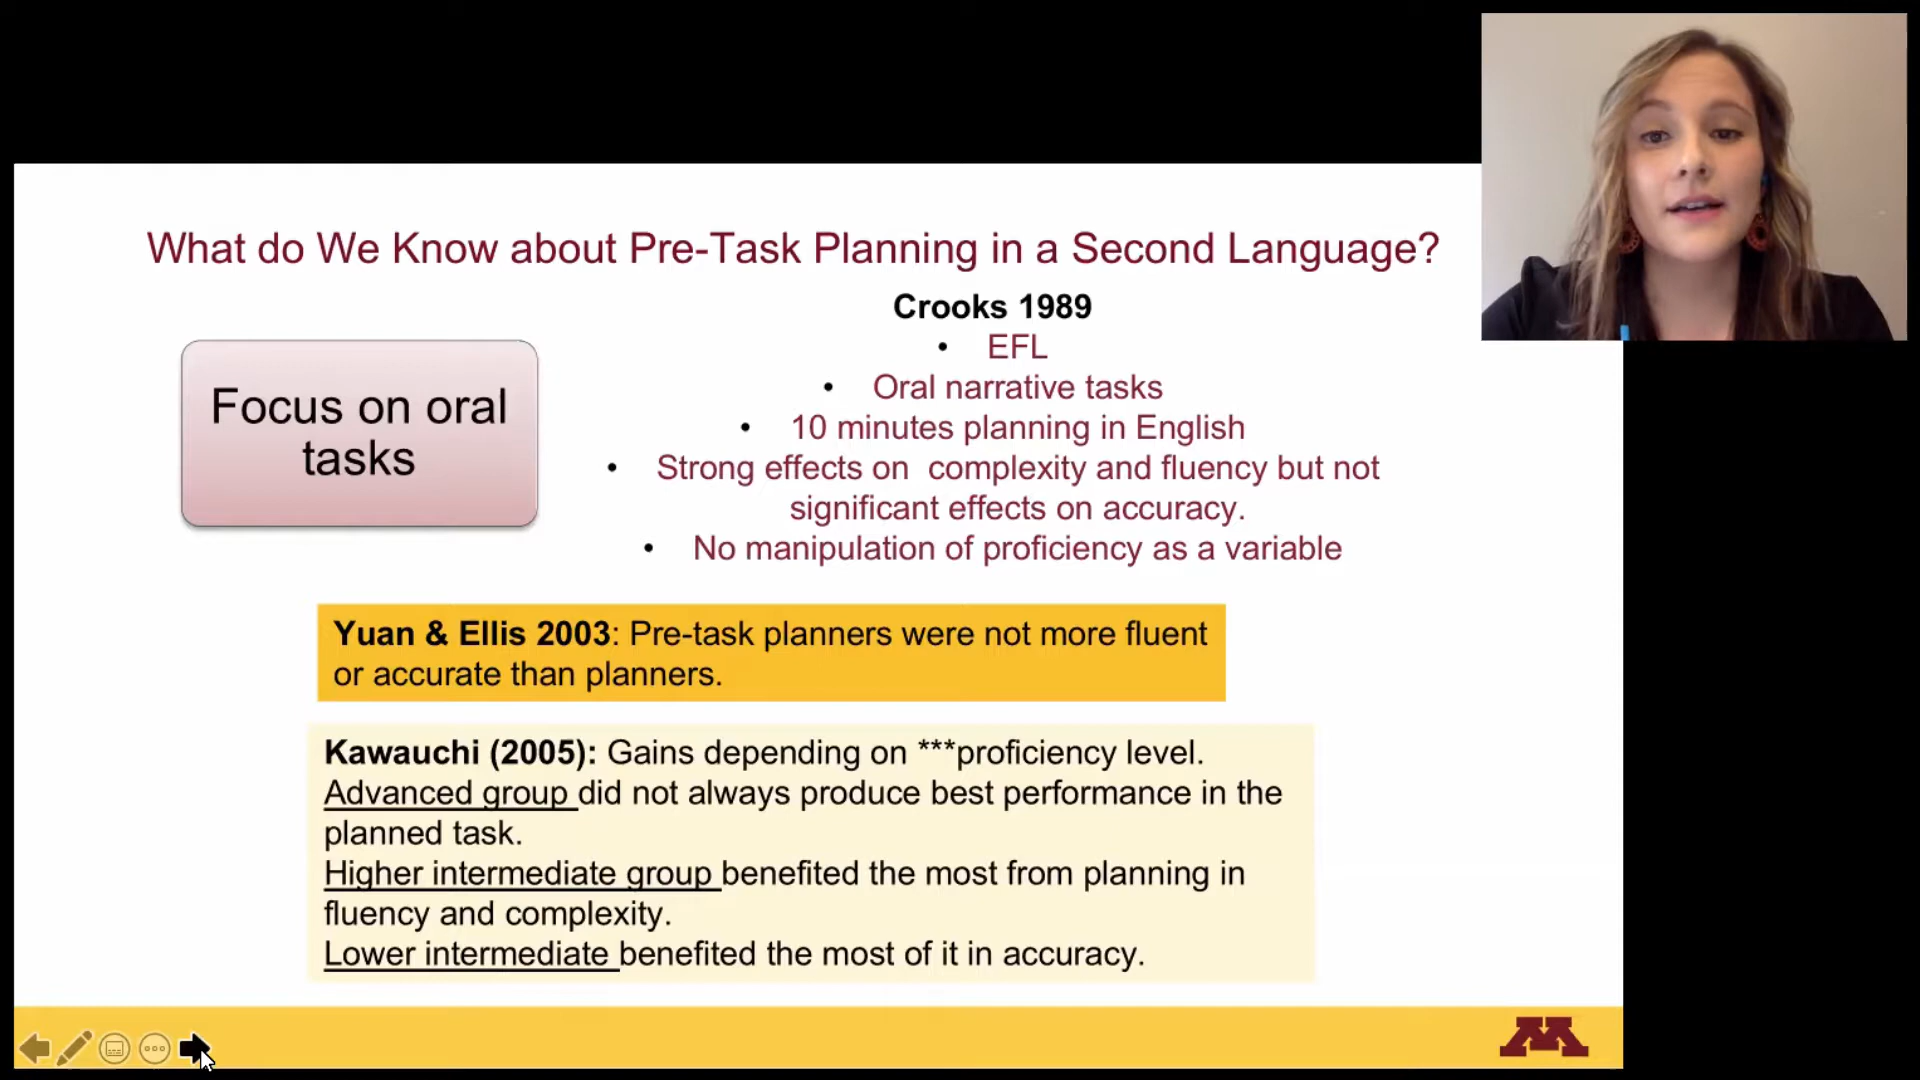 What do We Know about Pre-Task Planning in a Second Language?
Focus on oral
tasks
Crooks 1989
• EFL
• Oral narrative tasks
• 10 minutes planning in English
• Strong effects on complexity and fluency but not
significant effects on accuracy.
• No manipulation of proficiency as a variable
Yuan & Ellis 2003: Pre-task planners were not more fluent
or accurate than planners.
Kawauchi (2005): Gains depending on ***proficiency level.
Advanced group did not always produce best performance in the
planned task.
Higher intermediate group benefited the most from planning in
fluency and complexity.
Lower intermediate benefited the most of it in accuracy.
M